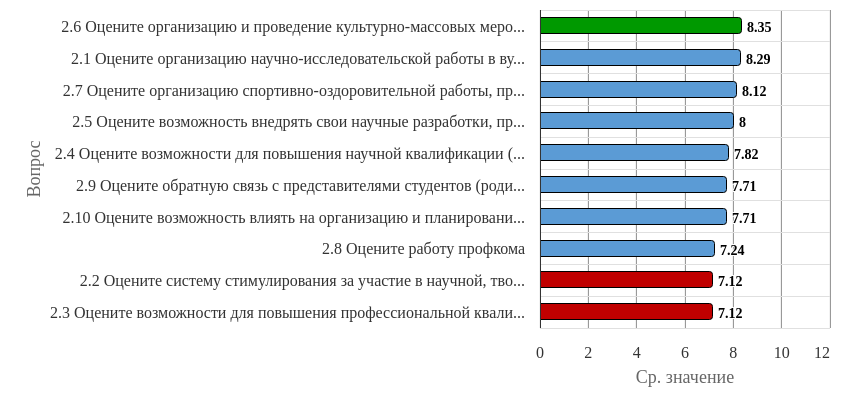 2.6 Оцените организацию и проведение культурно-массовых меро... 8.35
2.1 Оцените организацию научно-исследовательской работы в ву... 8.29
2.7 Оцените организацию спортивно-оздоровительной работы, пр... 8.12
2.5 Оцените возможность внедрять свои научные разработки, пр... 8
2.4 Оцените возможности для повышения научной квалификации (... 7.82
2.9 Оцените обратную связь с представителями студентов (роди... 7.71
2.10 Оцените возможность влиять на организацию и планировани... 7.71
2.8 Оцените работу профкома 7.24
2.2 Оцените систему стимулирования за участие в научной, тво... 7.12
2.3 Оцените возможности для повышения профессиональной квали... 7.12
Вопрос
0 2 4 6 8 10 12
Ср. значение